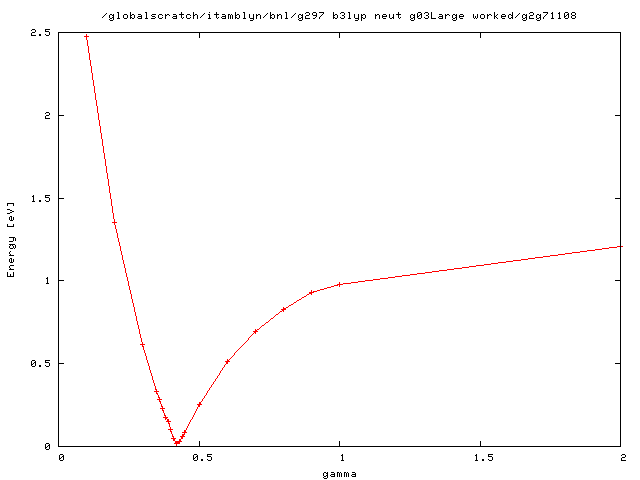 /globalscratch/itamblyn/bnl/g297 b3lyp neut g03Large worked/g2g71108
2.5
2
1.5
1
0.5
0
Energy [eV]
0 0.5 1 1.5 2
gamma